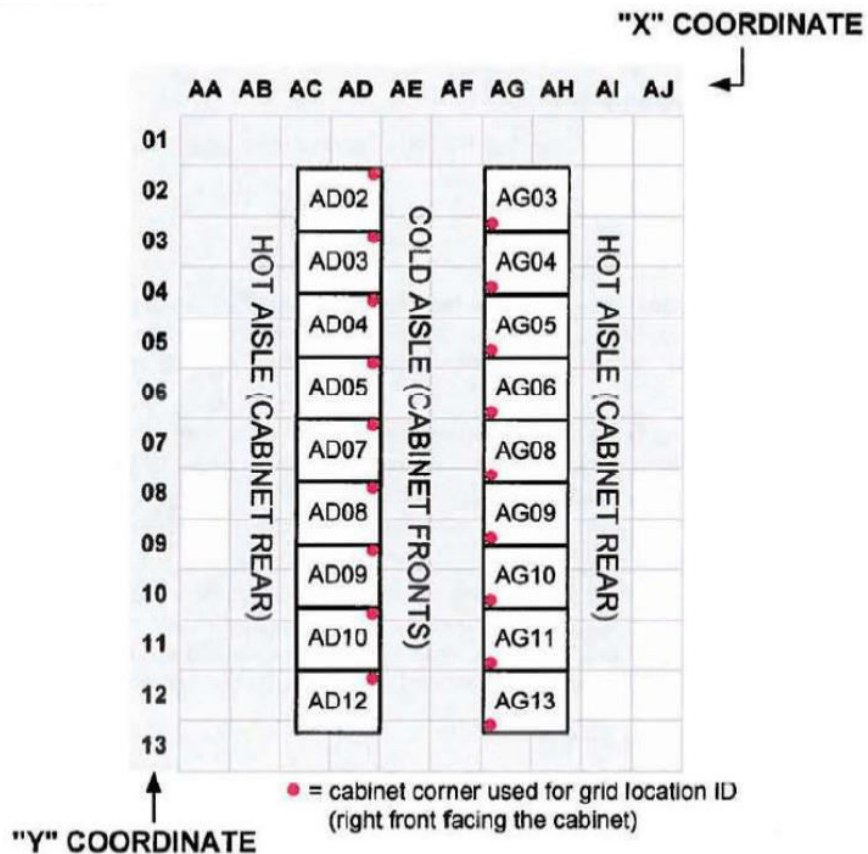 "X" COORDINATE
AA AB AC AD AE AF AG AH AI AJ
01
02
03
04
05
06
07
08
09
10
11
12
13
HOT AISLE (CABINET REAR)
AD02
AD03
AD04
AD05
AD07
AD08
AD09
AD10
AD12
COLD AISLE (CABINET FRONTS)
AG03
AG04
AG05
AG06
AG08
AG09
AG10
AG11
AG13
HOT AISLE (CABINET REAR)
= cabinet corner used for grid location ID
(right front facing the cabinet)
"Y" COORDINATE